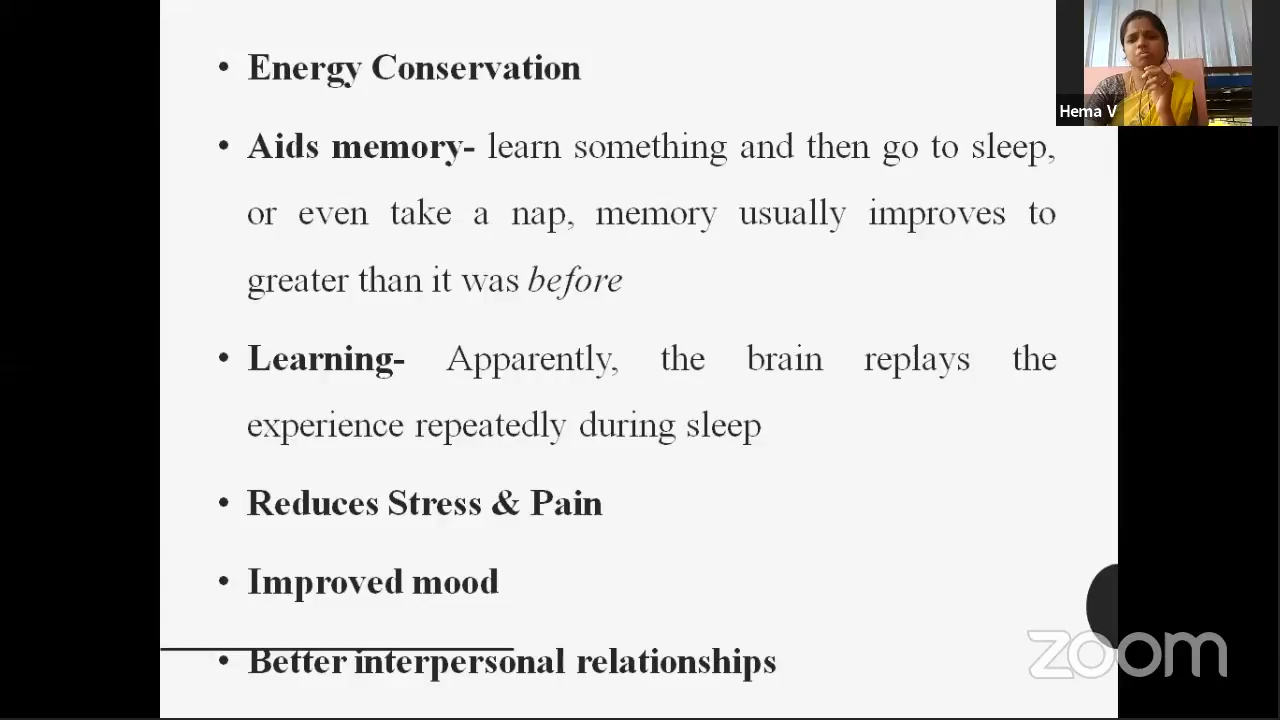 • Energy Conservation
• Aids memory- learn something and then go to sleep,
or even take a nap, memory usually improves to
greater than it was before
• Learning- Apparently, the brain replays the
experience repeatedly during sleep
• Reduces Stress & Pain
• Improved mood
• Better interpersonal relationships
Hema V
zoom